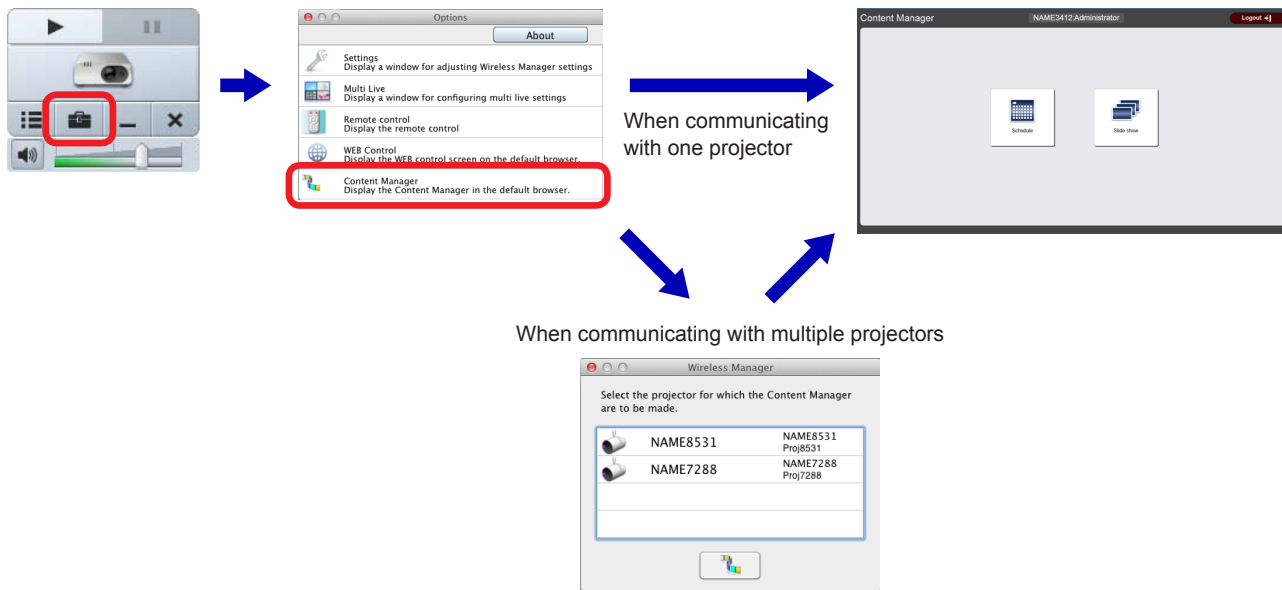 Options
About
Settings
Display a window for adjusting Wireless Manager settings
Multi Live
Display a window for configuring multi live settings
Remote control
Display the remote control
WEB Control
Display the WEB control screen on the default browser.
Content Manager
Display the Content Manager in the default browser.
When communicating
with one projector
Content Manager
NAME3412:Administrator
Logout
Schedule
Slide show
When communicating with multiple projectors
Wireless Manager
Select the projector for which the Content Manager
are to be made.
NAME8531
NAME8531
Proj8531
NAME7288
NAME7288
Proj7288